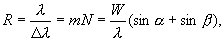 R = λ/Δλ = mN = W/λ (sin α + sin β),